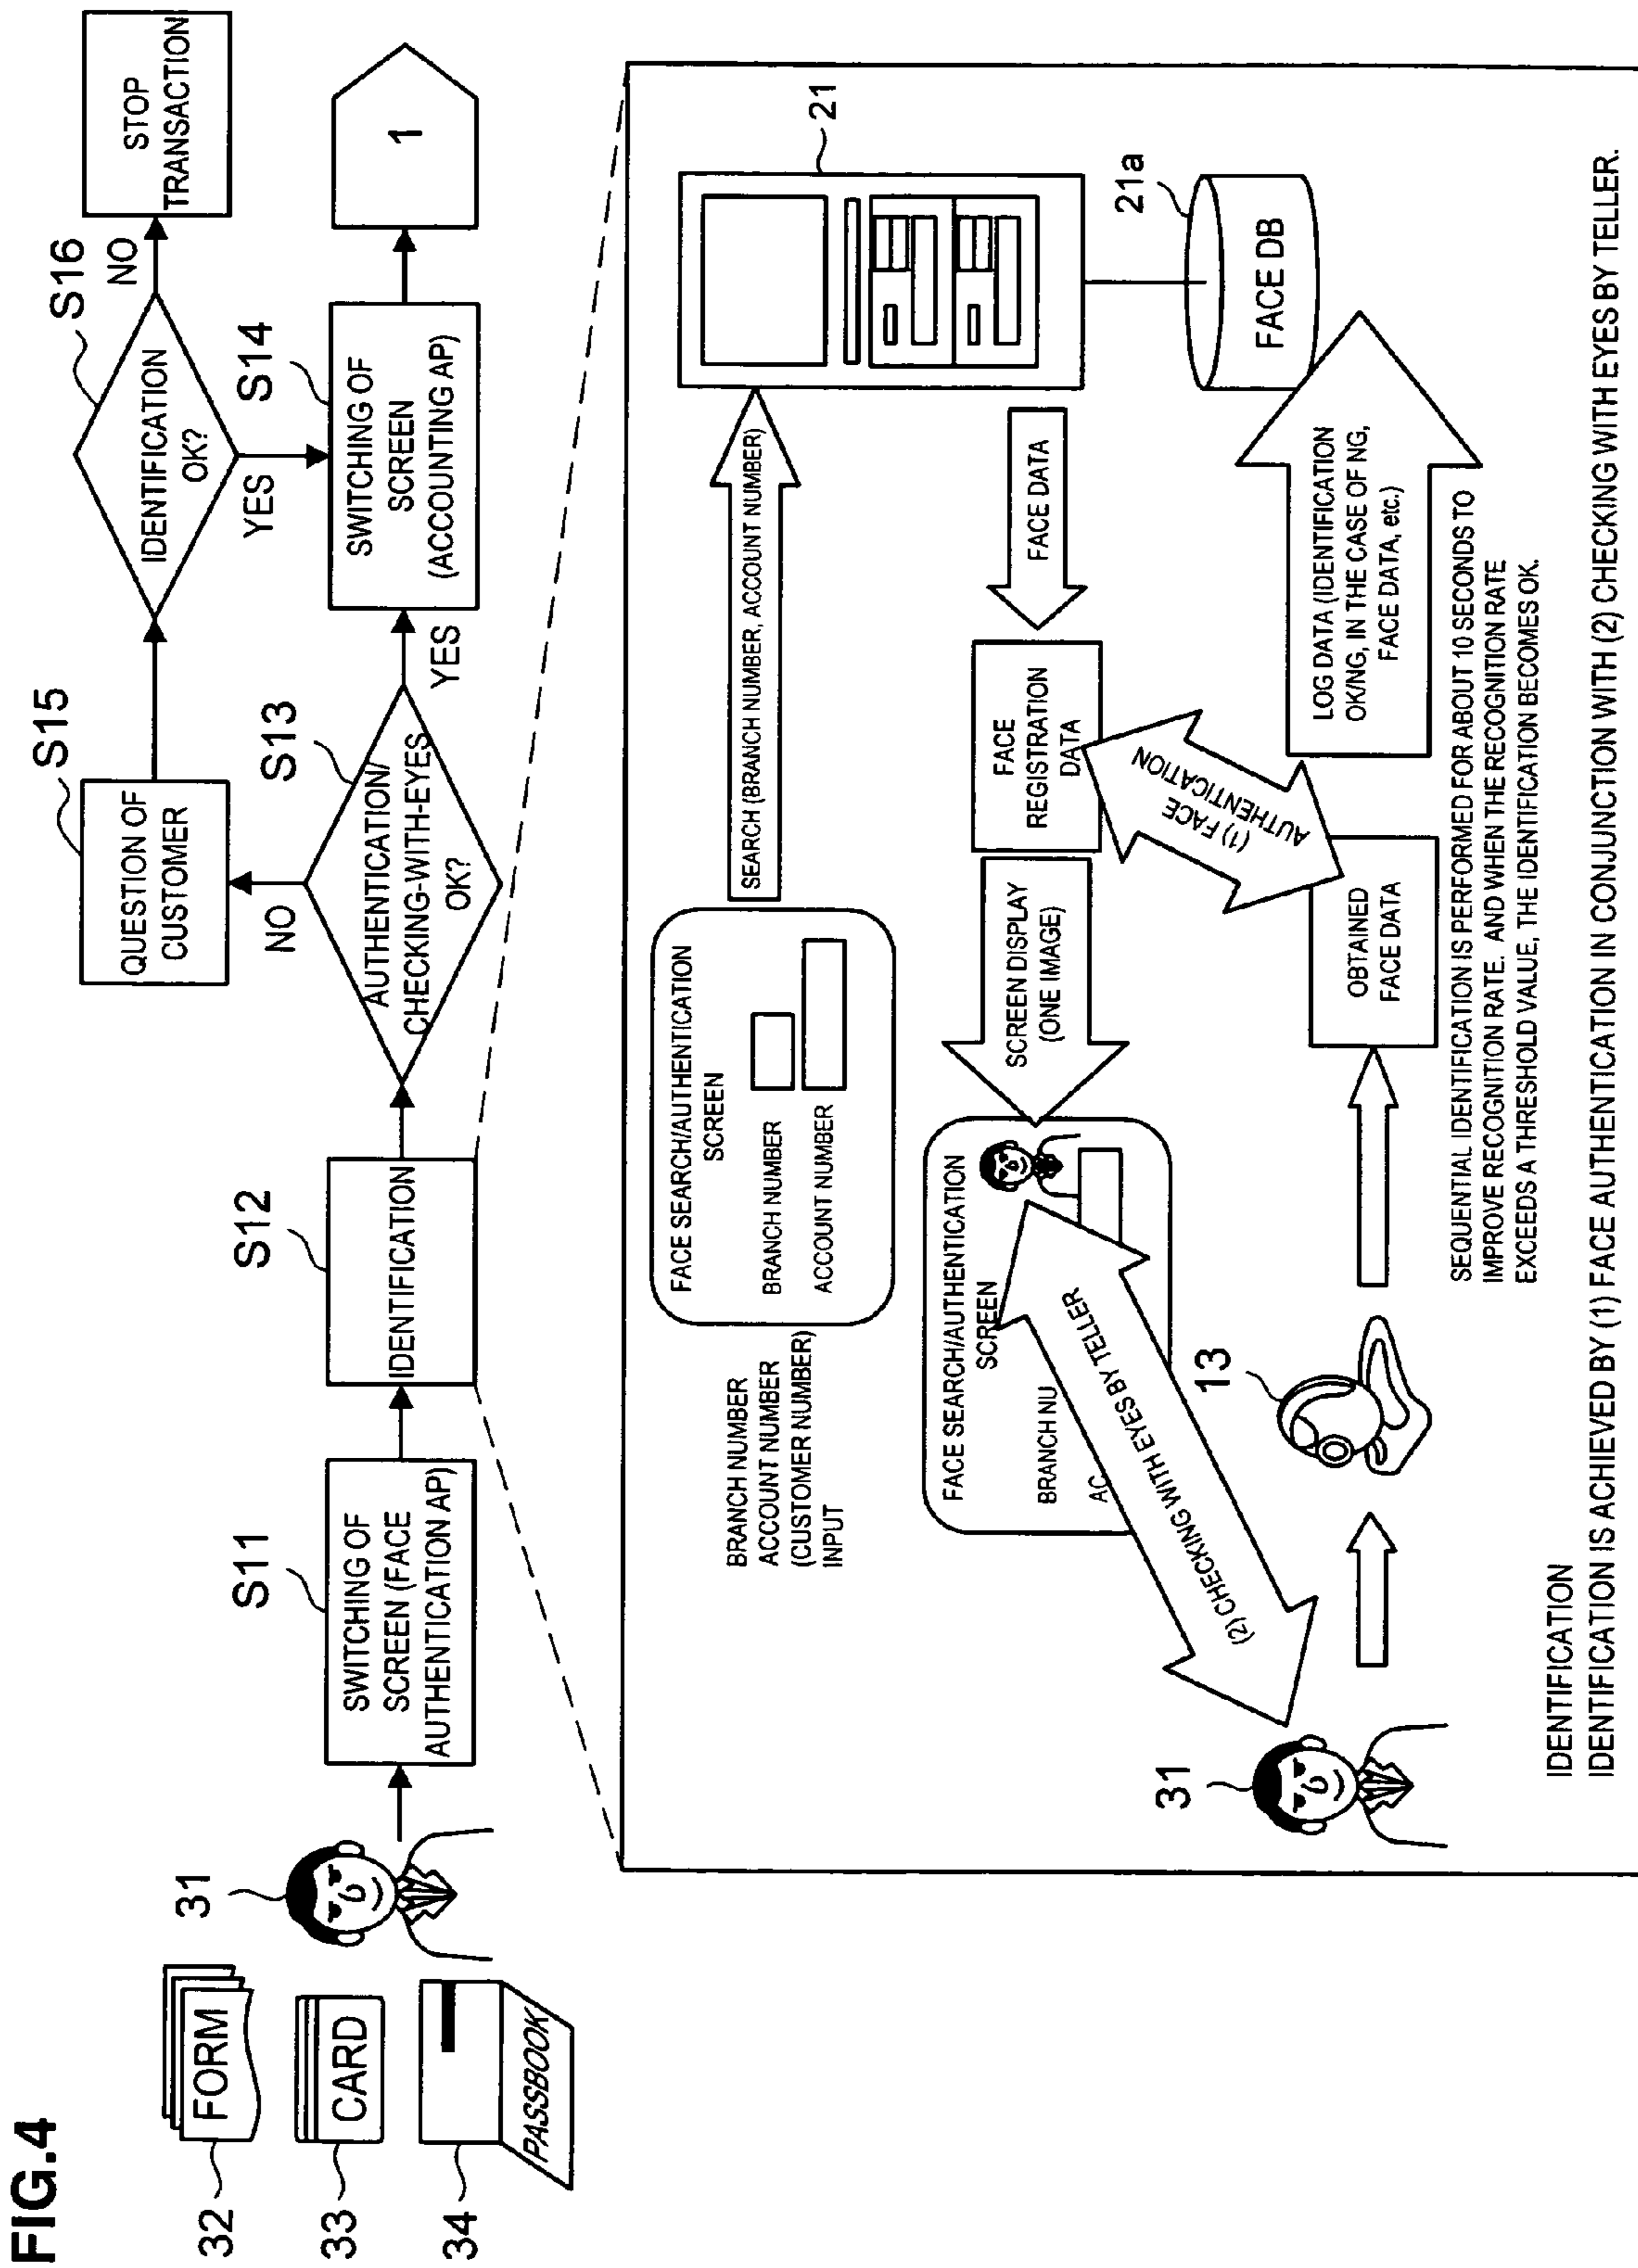 FIG.4
32
FORM
33
CARD
34
PASSBOOK
31
S11
SWITCHING OF
SCREEN (FACE
AUTHENTICATION AP)
S12
IDENTIFICATION
S13
AUTHENTICATION/
CHECKING-WITH-EYES
OK?
NO
YES
S15
QUESTION OF
CUSTOMER
S16
IDENTIFICATION
OK?
NO
YES
STOP
TRANSACTION
S14
SWITCHING OF
SCREEN
(ACCOUNTING AP)
1
BRANCH NUMBER
ACCOUNT NUMBER
(CUSTOMER NUMBER)
INPUT
FACE SEARCH/AUTHENTICATION
SCREEN
BRANCH NUMBER
ACCOUNT NUMBER
SEARCH (BRANCH NUMBER, ACCOUNT NUMBER)
21
21a
FACE DB
FACE DATA
FACE
REGISTRATION
DATA
SCREEN DISPLAY
(ONE IMAGE)
FACE SEARCH/AUTHENTICATION
SCREEN
BRANCH NU
AC
(2) CHECKING WITH EYES BY TELLER
(1) FACE
AUTHENTICATION
31
13
OBTAINED
FACE DATA
LOG DATA (IDENTIFICATION
OK/NG, IN THE CASE OF NG,
FACE DATA, etc.)
SEQUENTIAL IDENTIFICATION IS PERFORMED FOR ABOUT 10 SECONDS TO
IMPROVE RECOGNITION RATE. AND WHEN THE RECOGNITION RATE
EXCEEDS A THRESHOLD VALUE, THE IDENTIFICATION BECOMES OK.
IDENTIFICATION
IDENTIFICATION IS ACHIEVED BY (1) FACE AUTHENTICATION IN CONJUNCTION WITH (2) CHECKING WITH EYES BY TELLER.